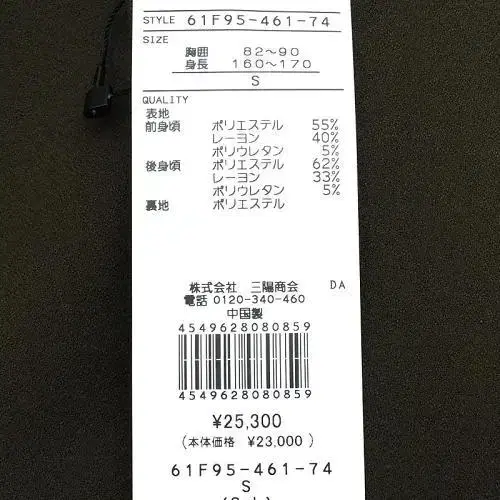 STYLE 61F95-461-74
SIZE
胸囲 82〜90
身長 160〜170
S
QUALITY
表地
前身頃 ポリエステル 55%
レーヨン 40%
ポリウレタン 5%
後身頃 ポリエステル 62%
レーヨン 33%
ポリウレタン 5%
裏地 ポリエステル
株式会社 三陽商会 DA
電話 0120-340-460
中国製
4549628080859
4549628080859
¥25,300
(本体価格 ¥23,000)
61F95-461-74
S